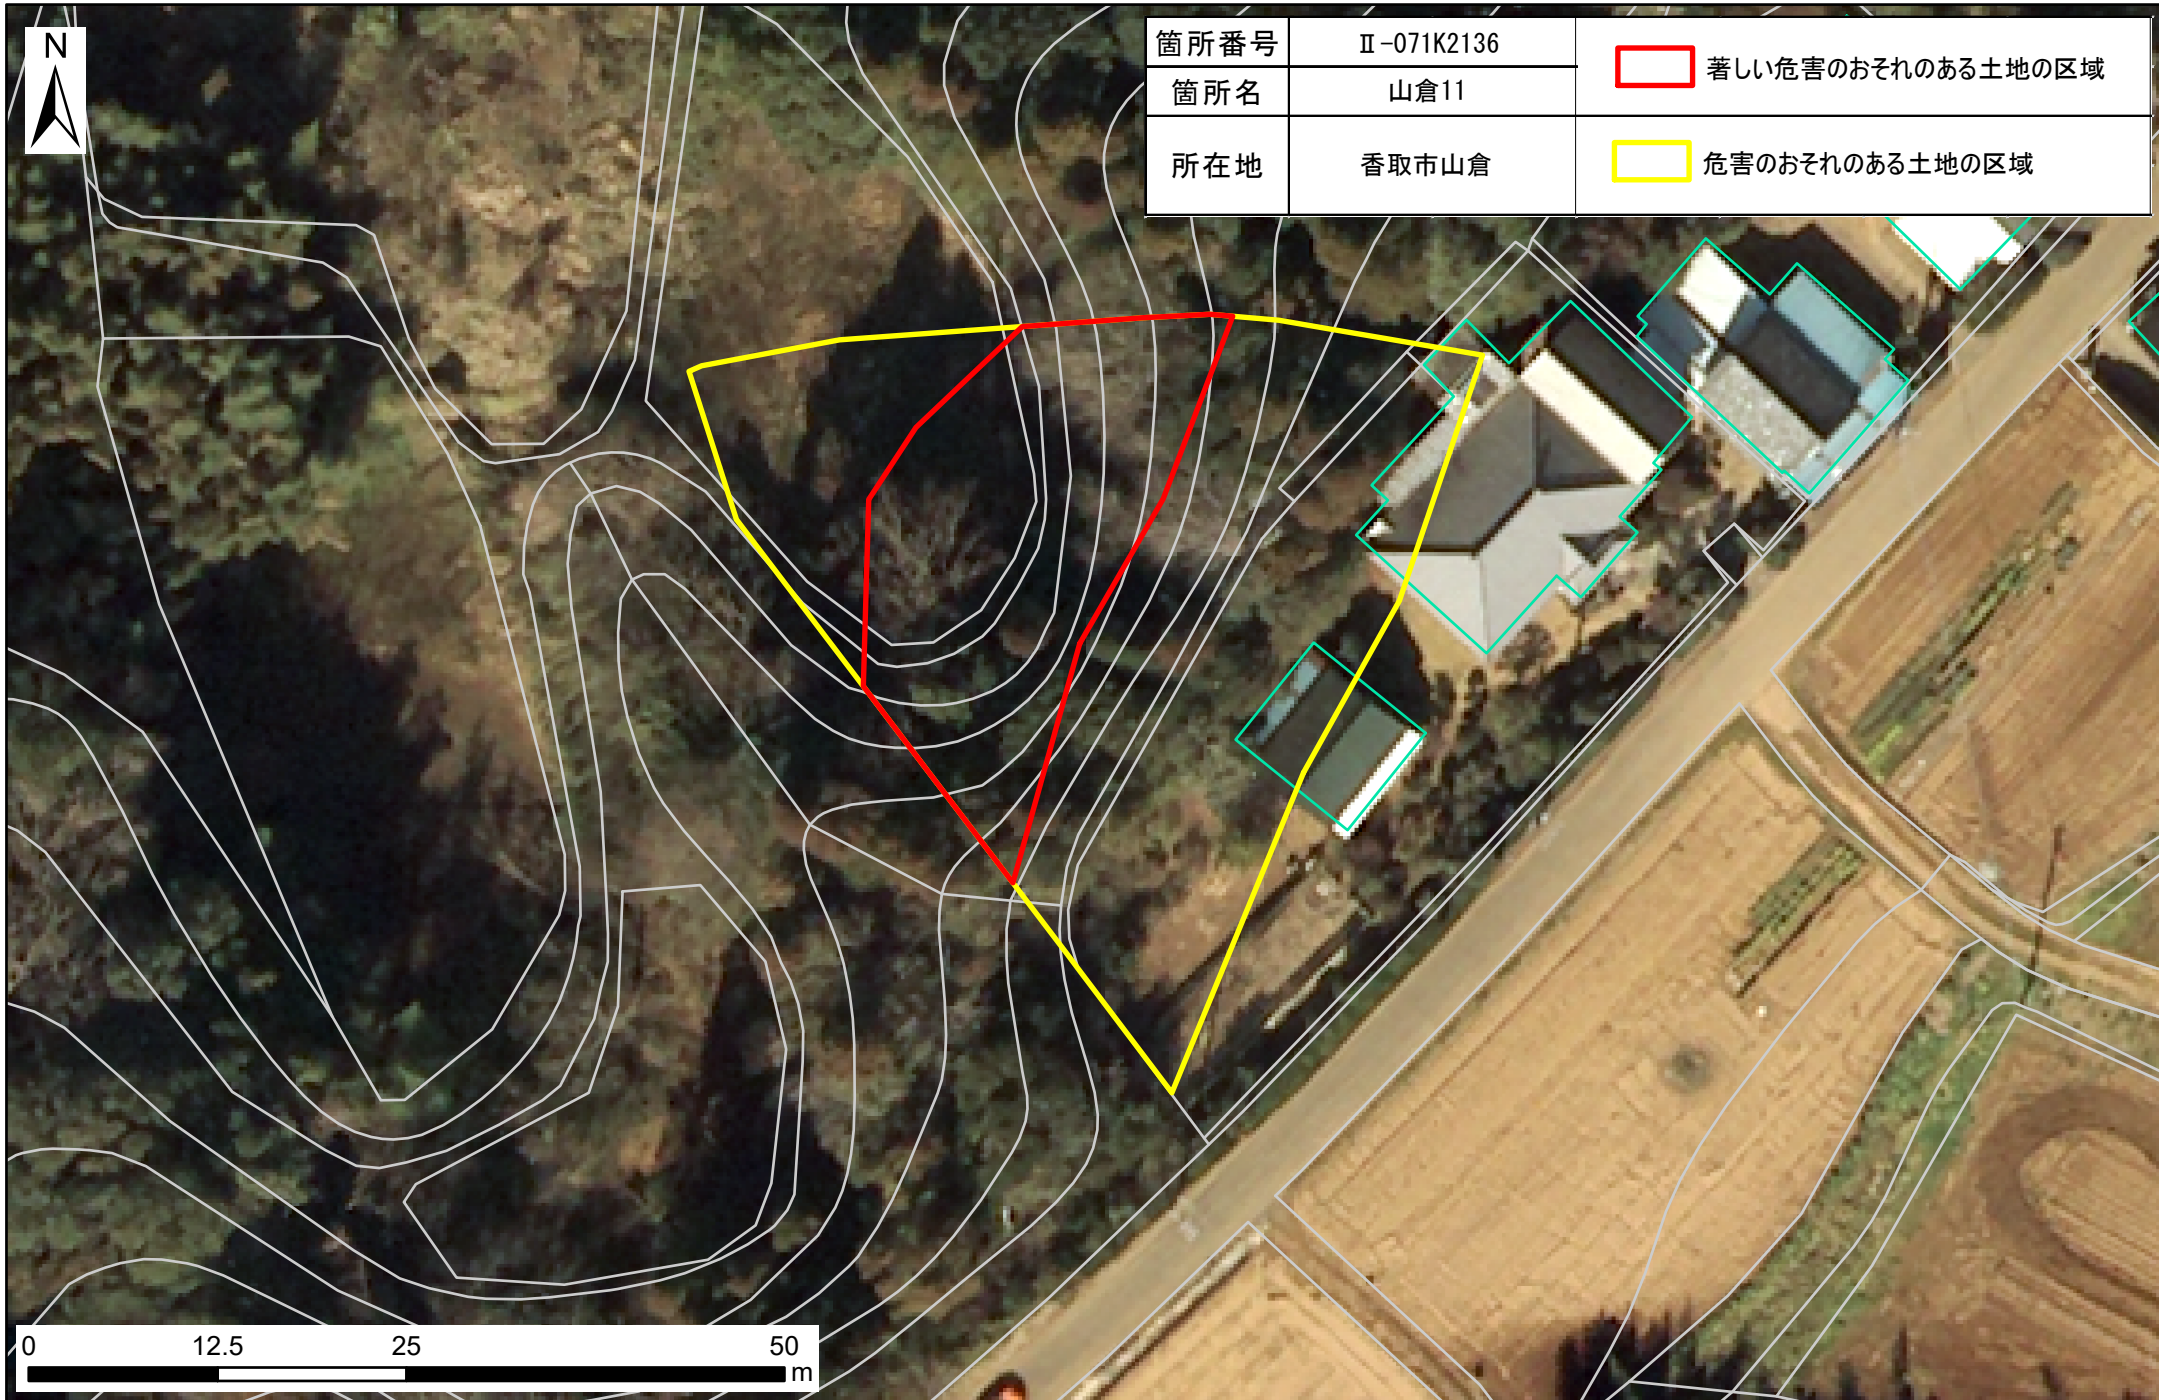 N
箇所番号 Ⅱ-071K2136
著しい危害のおそれのある土地の区域
箇所名 山倉11
所在地 香取市山倉
危害のおそれのある土地の区域
0 12.5 25 50
m